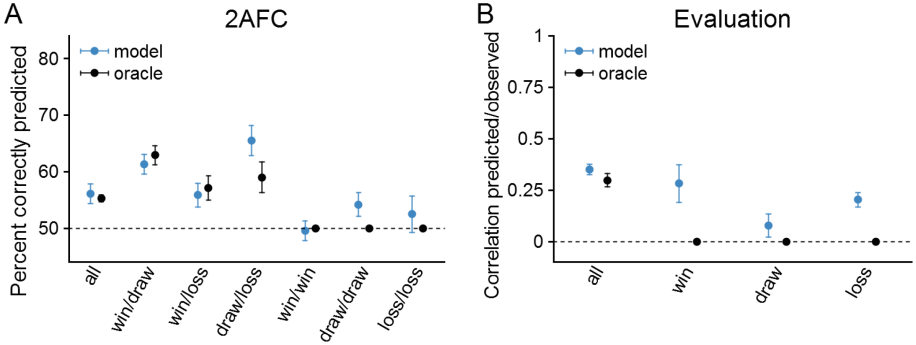 A
2AFC
Percent correctly predicted
80
70
60
50
model
oracle
all
win/draw
win/loss
draw/loss
win/win
draw/draw
loss/loss
B
Evaluation
Correlation predicted/observed
1
0.75
0.5
0.25
0
model
oracle
all
win
draw
loss